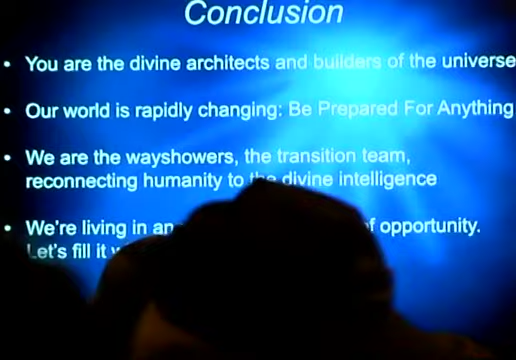 Conclusion
• You are the divine architects and builders of the universe
• Our world is rapidly changing: Be Prepared For Anything
• We are the wayshowers, the transition team,
reconnecting humanity to the divine intelligence
• We're living in an of opportunity.
Let's fill it